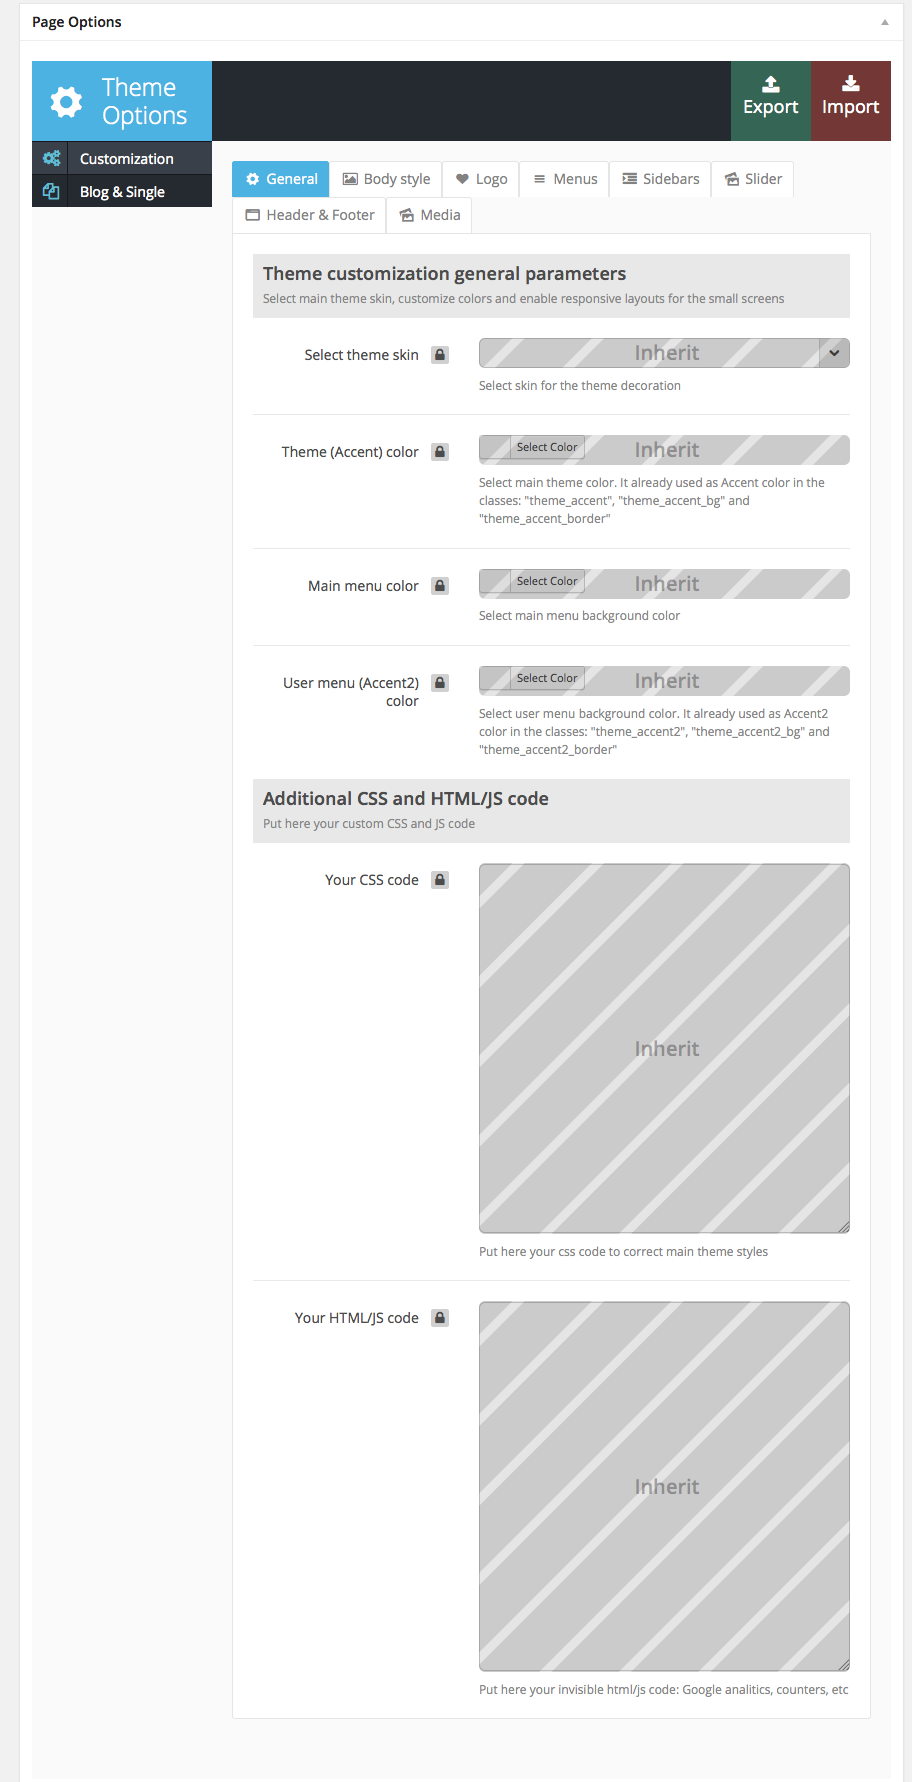 Page Options
Theme
Options
Export
Import
Customization
Blog & Single
General
Body style
Logo
Menus
Sidebars
Slider
Header & Footer
Media
Theme customization general parameters
Select main theme skin, customize colors and enable responsive layouts for the small screens
Select theme skin
Inherit
Select skin for the theme decoration
Theme (Accent) color
Select Color
Inherit
Select main theme color. It already used as Accent color in the
classes: "theme_accent", "theme_accent_bg" and
"theme_accent_border"
Main menu color
Select Color
Inherit
Select main menu background color
User menu (Accent2)
color
Select Color
Inherit
Select user menu background color. It already used as Accent2
color in the classes: "theme_accent2", "theme_accent2_bg" and
"theme_accent2_border"
Additional CSS and HTML/JS code
Put here your custom CSS and JS code
Your CSS code
Inherit
Put here your css code to correct main theme styles
Your HTML/JS code
Inherit
Put here your invisible html/js code: Google analitics, counters, etc